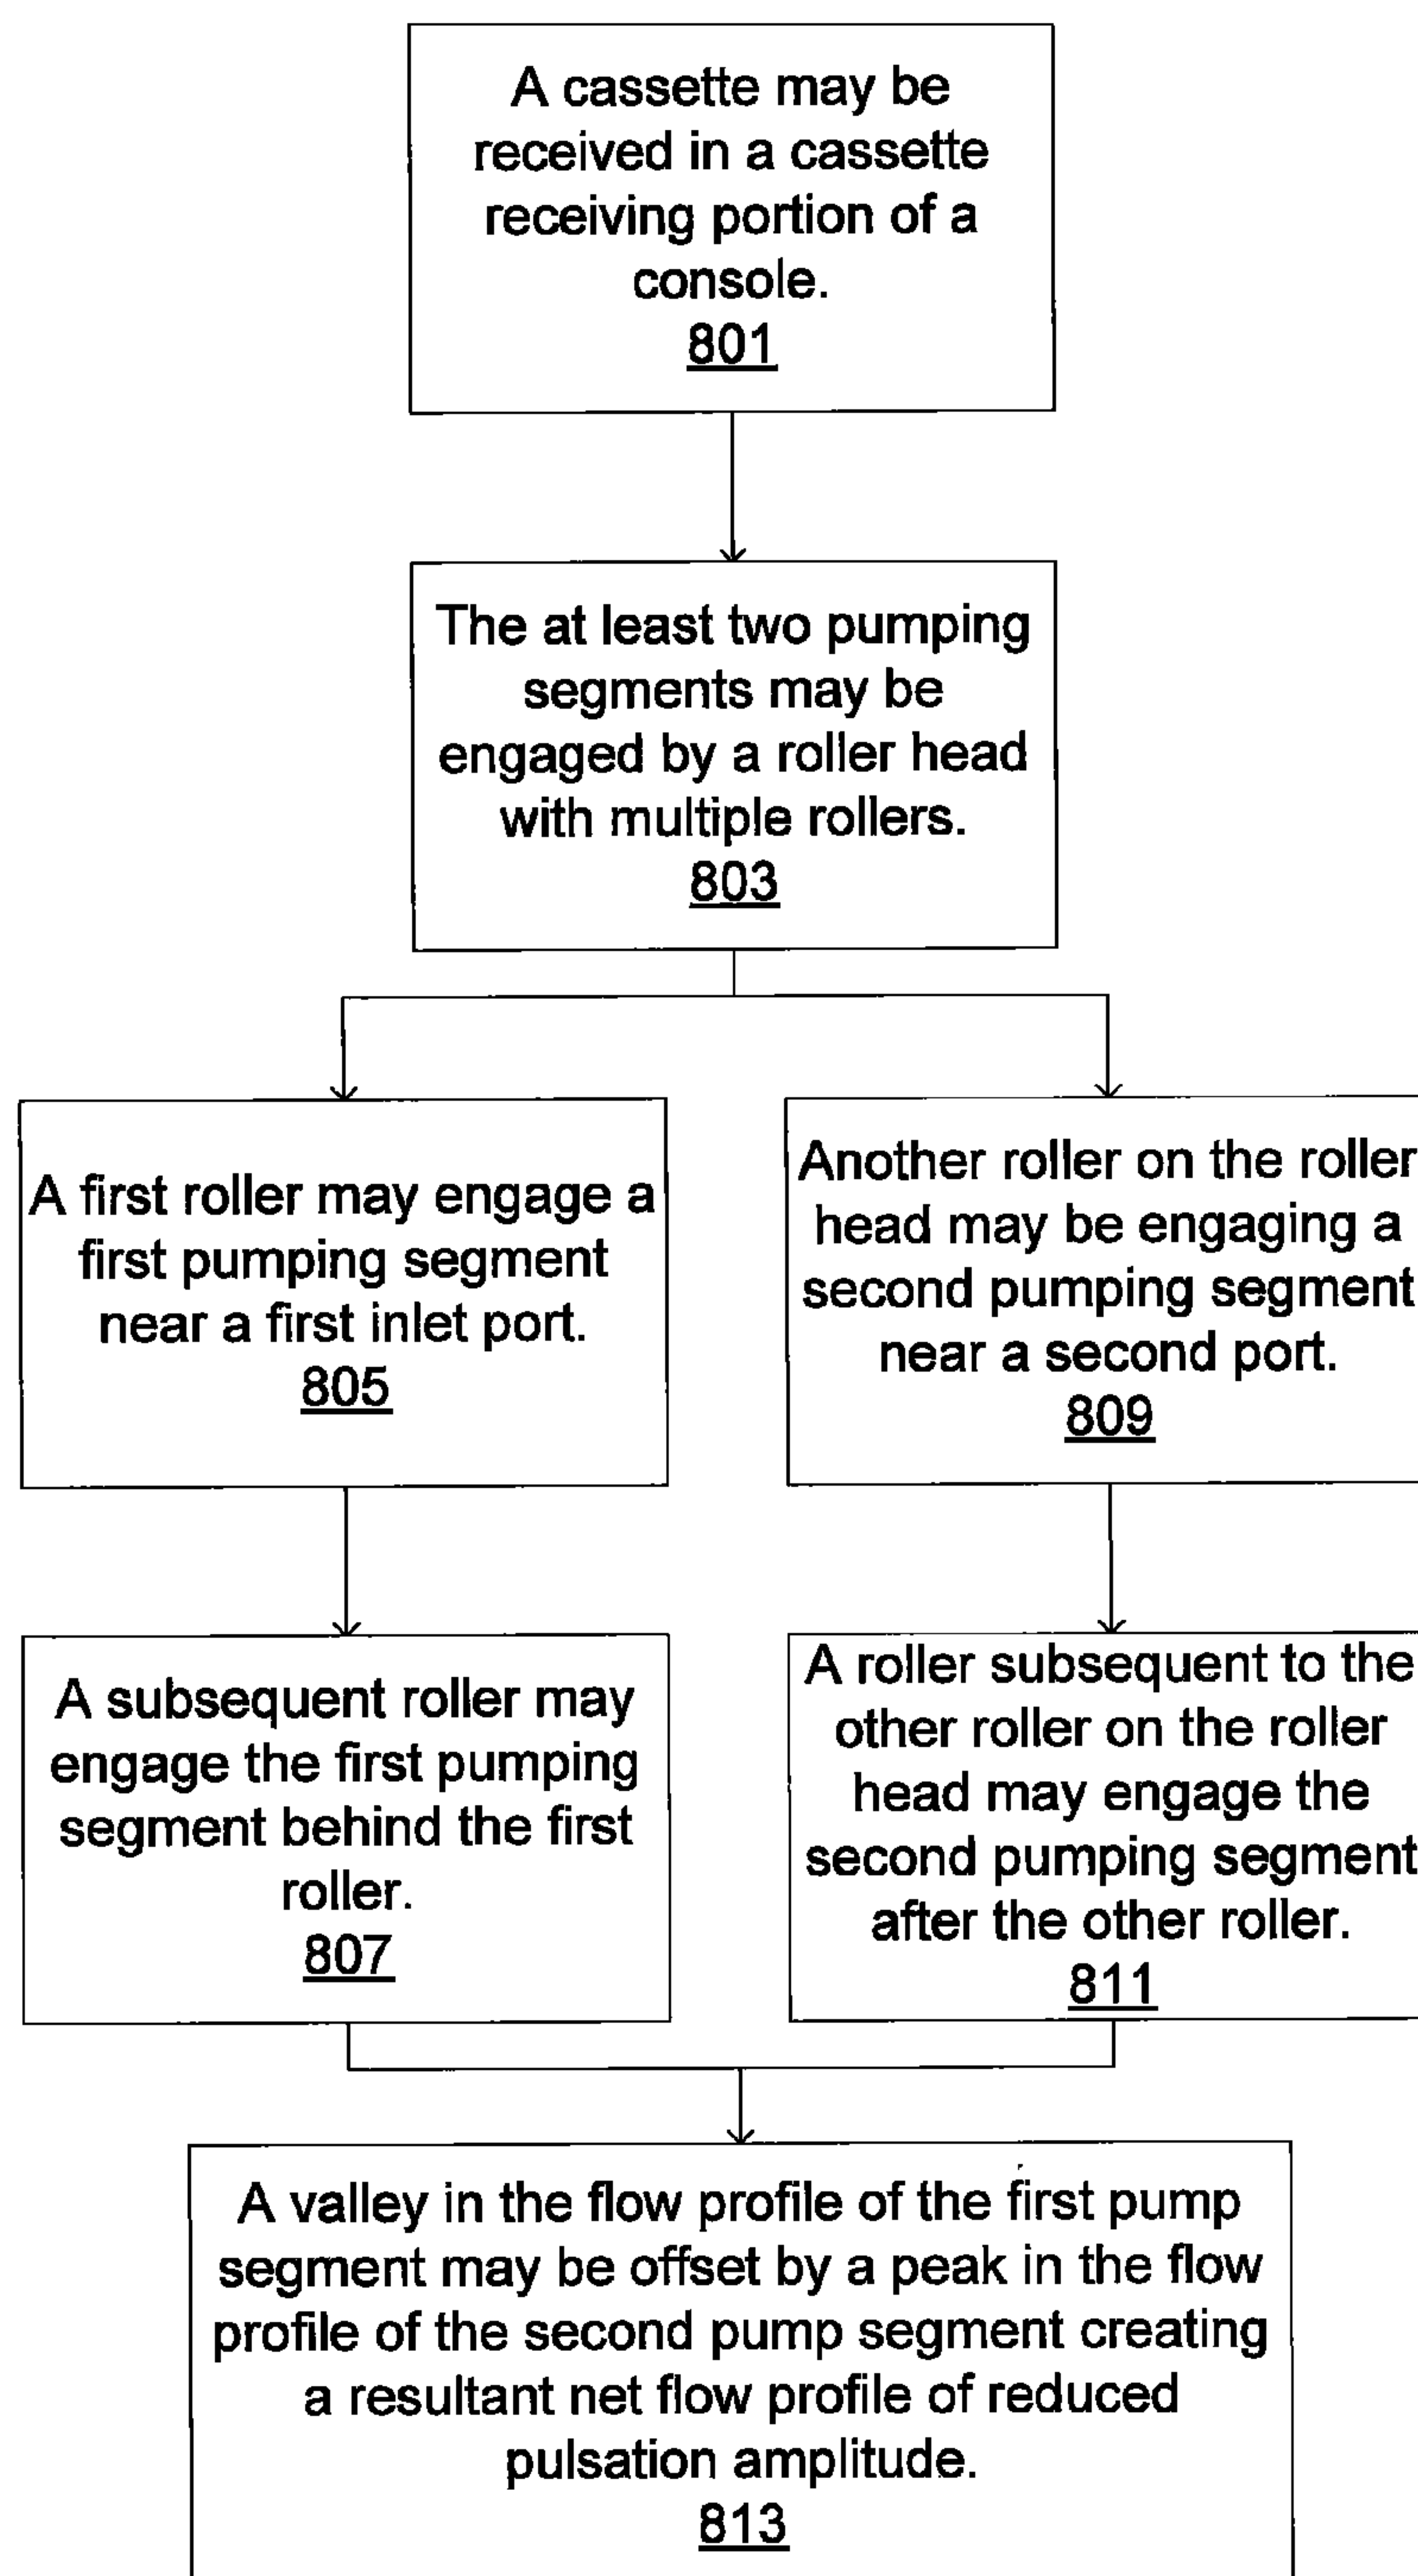 A cassette may be
received in a cassette
receiving portion of a
console.
801
The at least two pumping
segments may be
engaged by a roller head
with multiple rollers.
803
A first roller may engage a
first pumping segment
near a first inlet port.
805
Another roller on the roller
head may be engaging a
second pumping segment
near a second port.
809
A subsequent roller may
engage the first pumping
segment behind the first
roller.
807
A roller subsequent to the
other roller on the roller
head may engage the
second pumping segment
after the other roller.
811
A valley in the flow profile of the first pump
segment may be offset by a peak in the flow
profile of the second pump segment creating
a resultant net flow profile of reduced
pulsation amplitude.
813